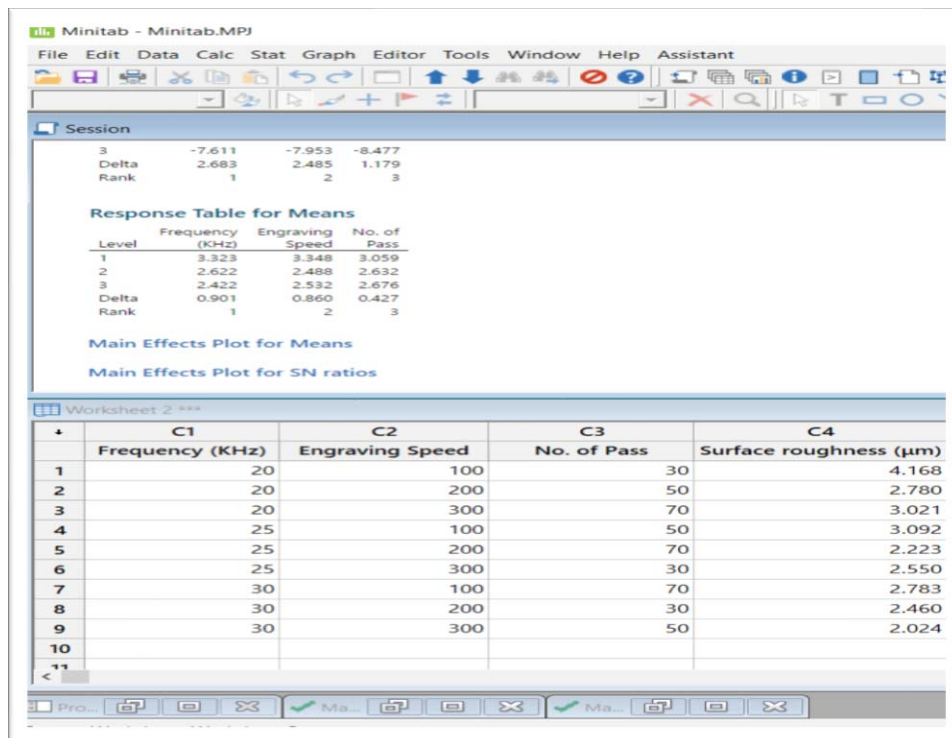 Minitab - Minitab.MPJ
File Edit Data Calc Stat Graph Editor Tools Window Help Assistant
Session
3 -7.611 -7.953 -8.477
Delta 2.683 2.485 1.179
Rank 1 2 3
Response Table for Means
Frequency Engraving No. of
Level (KHz) Speed Pass
1 3.323 3.348 3.059
2 2.622 2.488 2.632
3 2.422 2.532 2.676
Delta 0.901 0.860 0.427
Rank 1 2 3
Main Effects Plot for Means
Main Effects Plot for SN ratios
Worksheet 2 ***
C1 C2 C3 C4
Frequency (KHz) Engraving Speed No. of Pass Surface roughness (μm)
1 20 100 30 4.168
2 20 200 50 2.780
3 20 300 70 3.021
4 25 100 50 3.092
5 25 200 70 2.223
6 25 300 30 2.550
7 30 100 70 2.783
8 30 200 30 2.460
9 30 300 50 2.024
10
11
Pro... Ma... Ma...